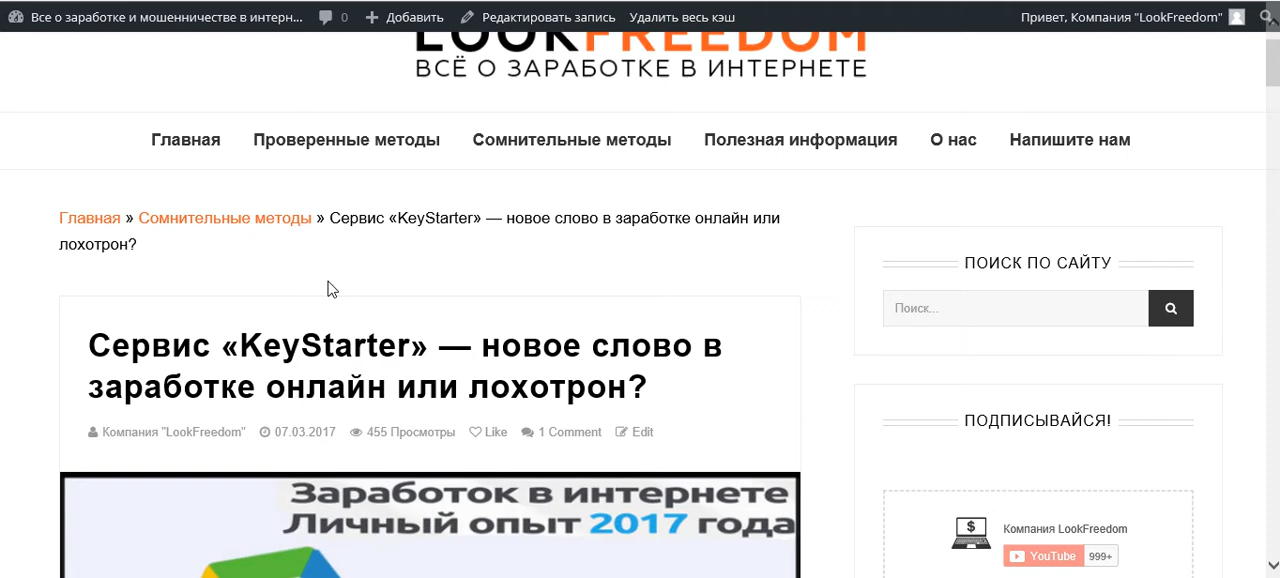 Все о заработке и мошенничестве в интерн... 0 Добавить Редактировать запись Удалить весь кэш Привет, Компания "LookFreedom"
LOOKFREEDOM
ВСЁ О ЗАРАБОТКЕ В ИНТЕРНЕТЕ
Главная Проверенные методы Сомнительные методы Полезная информация О нас Напишите нам
Главная » Сомнительные методы » Сервис «KeyStarter» — новое слово в заработке онлайн или
лохотрон?
Сервис «KeyStarter» — новое слово в
заработке онлайн или лохотрон?
Компания "LookFreedom" 07.03.2017 455 Просмотры Like 1 Comment Edit
Заработок в интернете
Личный опыт 2017 года
ПОИСК ПО САЙТУ
Поиск...
ПОДПИСЫВАЙСЯ!
$
Компания LookFreedom
YouTube 999+